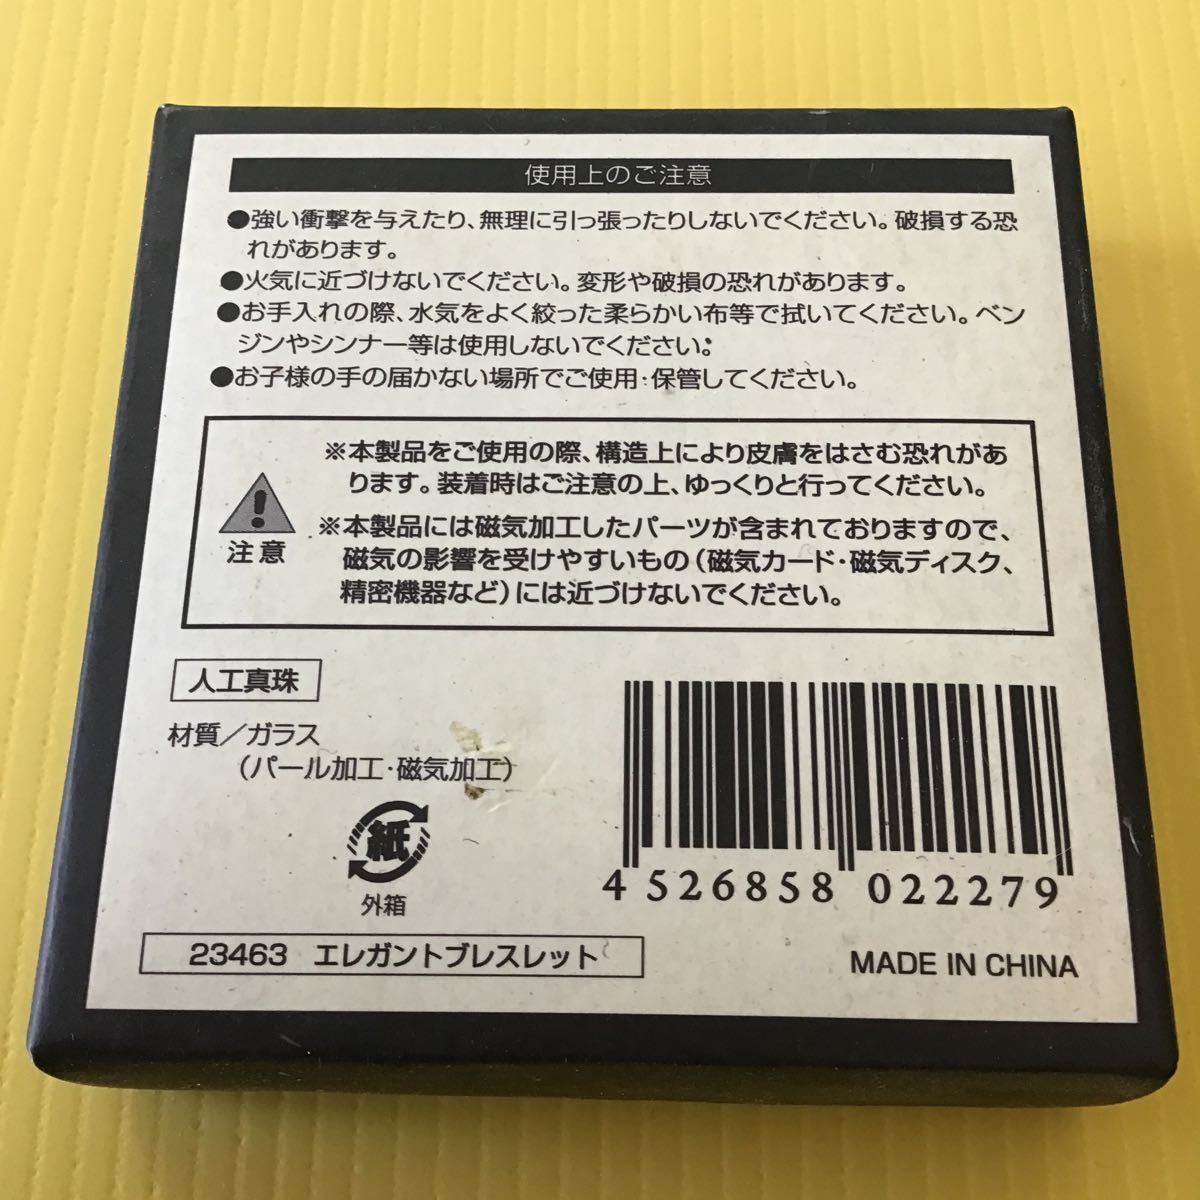 使用上のご注意
●強い衝撃を与えたり、無理に引っ張ったりしないでください。破損する恐
れがあります。
●火気に近づけないでください。変形や破損の恐れがあります。
●お手入れの際、水気をよく絞った柔らかい布等で拭いてください。ベン
ジンやシンナー等は使用しないでください。
●お子様の手の届かない場所でご使用・保管してください。
※本製品をご使用の際、構造上により皮膚をはさむ恐れがあ
ります。装着時はご注意の上、ゆっくりと行ってください。
※本製品には磁気加工したパーツが含まれておりますので、
磁気の影響を受けやすいもの（磁気カード・磁気ディスク、
精密機器など）には近づけないでください。
注意
人工真珠
材質／ガラス
（パール加工・磁気加工）
紙
外箱
4 526858 022279
23463 エレガントブレスレット
MADE IN CHINA